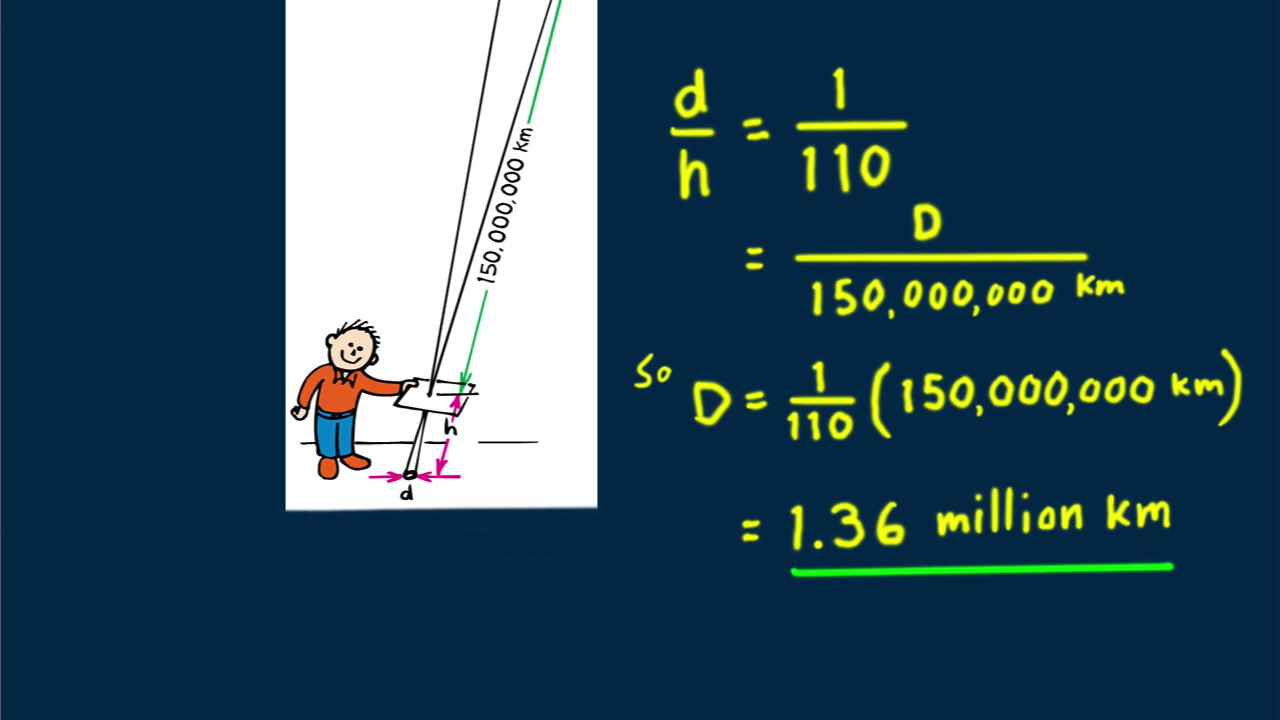 150,000,000 km
h
d
d/h = 1/110
= D/150,000,000 km
So D = 1/110 (150,000,000 km)
= 1.36 million km